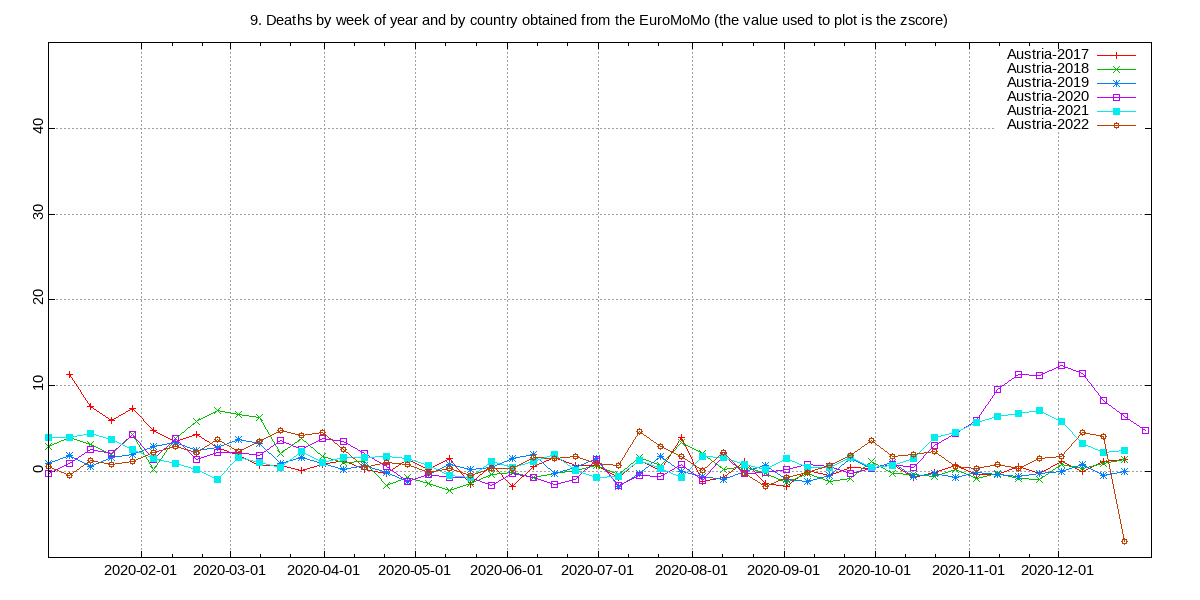 9. Deaths by week of year and by country obtained from the EuroMoMo (the value used to plot is the zscore)
Austria-2017
Austria-2018
Austria-2019
Austria-2020
Austria-2021
Austria-2022
40
30
20
10
0
2020-02-01 2020-03-01 2020-04-01 2020-05-01 2020-06-01 2020-07-01 2020-08-01 2020-09-01 2020-10-01 2020-11-01 2020-12-01